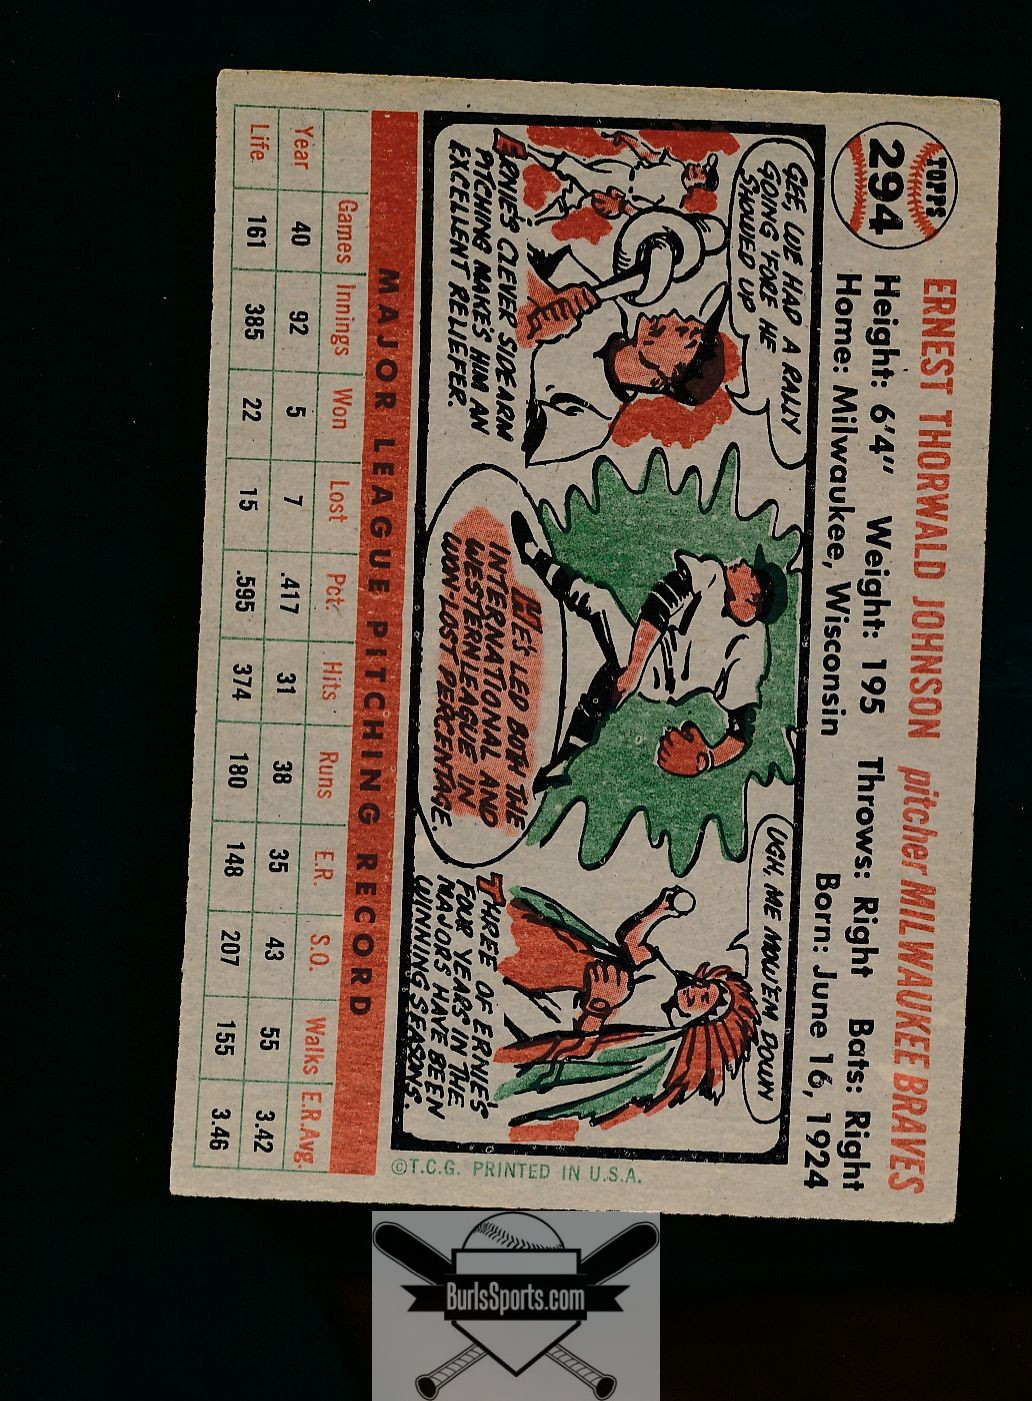 TOPPS
294
ERNEST THORWALD JOHNSON pitcher MILWAUKEE BRAVES
Height: 6'4" Weight: 195 Throws: Right Bats: Right
Home: Milwaukee, Wisconsin Born: June 16, 1924
GEE, WE HAD A RALLY
GOING 'FORE HE
SHOWED UP
ERNIE'S CLEVER SIDEARM
PITCHING MAKES HIM AN
EXCELLENT RELIEFER.
HE'S LED BOTH THE
INTERNATIONAL AND
WESTERN LEAGUE IN
WON-LOST PERCENTAGE.
UGH, ME MOW'EM DOWN
THREE OF ERNIE'S
FOUR YEARS IN THE
MAJORS HAVE BEEN
WINNING SEASONS.
©T.C.G. PRINTED IN U.S.A.
MAJOR LEAGUE PITCHING RECORD
Games Innings Won Lost Pct. Hits Runs E.R. S.O. Walks E.R.Avg.
Year 40 92 5 7 .417 31 38 35 43 55 3.42
Life 161 385 22 15 .595 374 180 148 207 155 3.46
BurlsSports.com